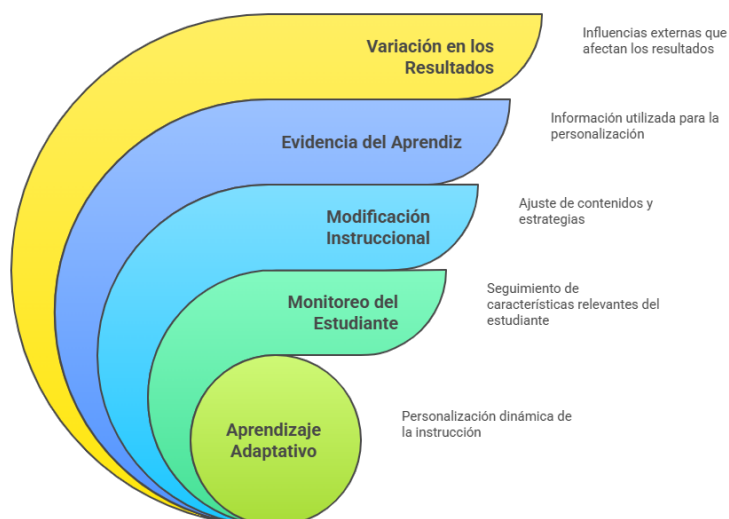 Variación en los
Resultados
Influencias externas que
afectan los resultados
Evidencia del Aprendiz
Información utilizada para la
personalización
Modificación
Instruccional
Ajuste de contenidos y
estrategias
Monitoreo del
Estudiante
Seguimiento de
características relevantes del
estudiante
Aprendizaje
Adaptativo
Personalización dinámica de
la instrucción